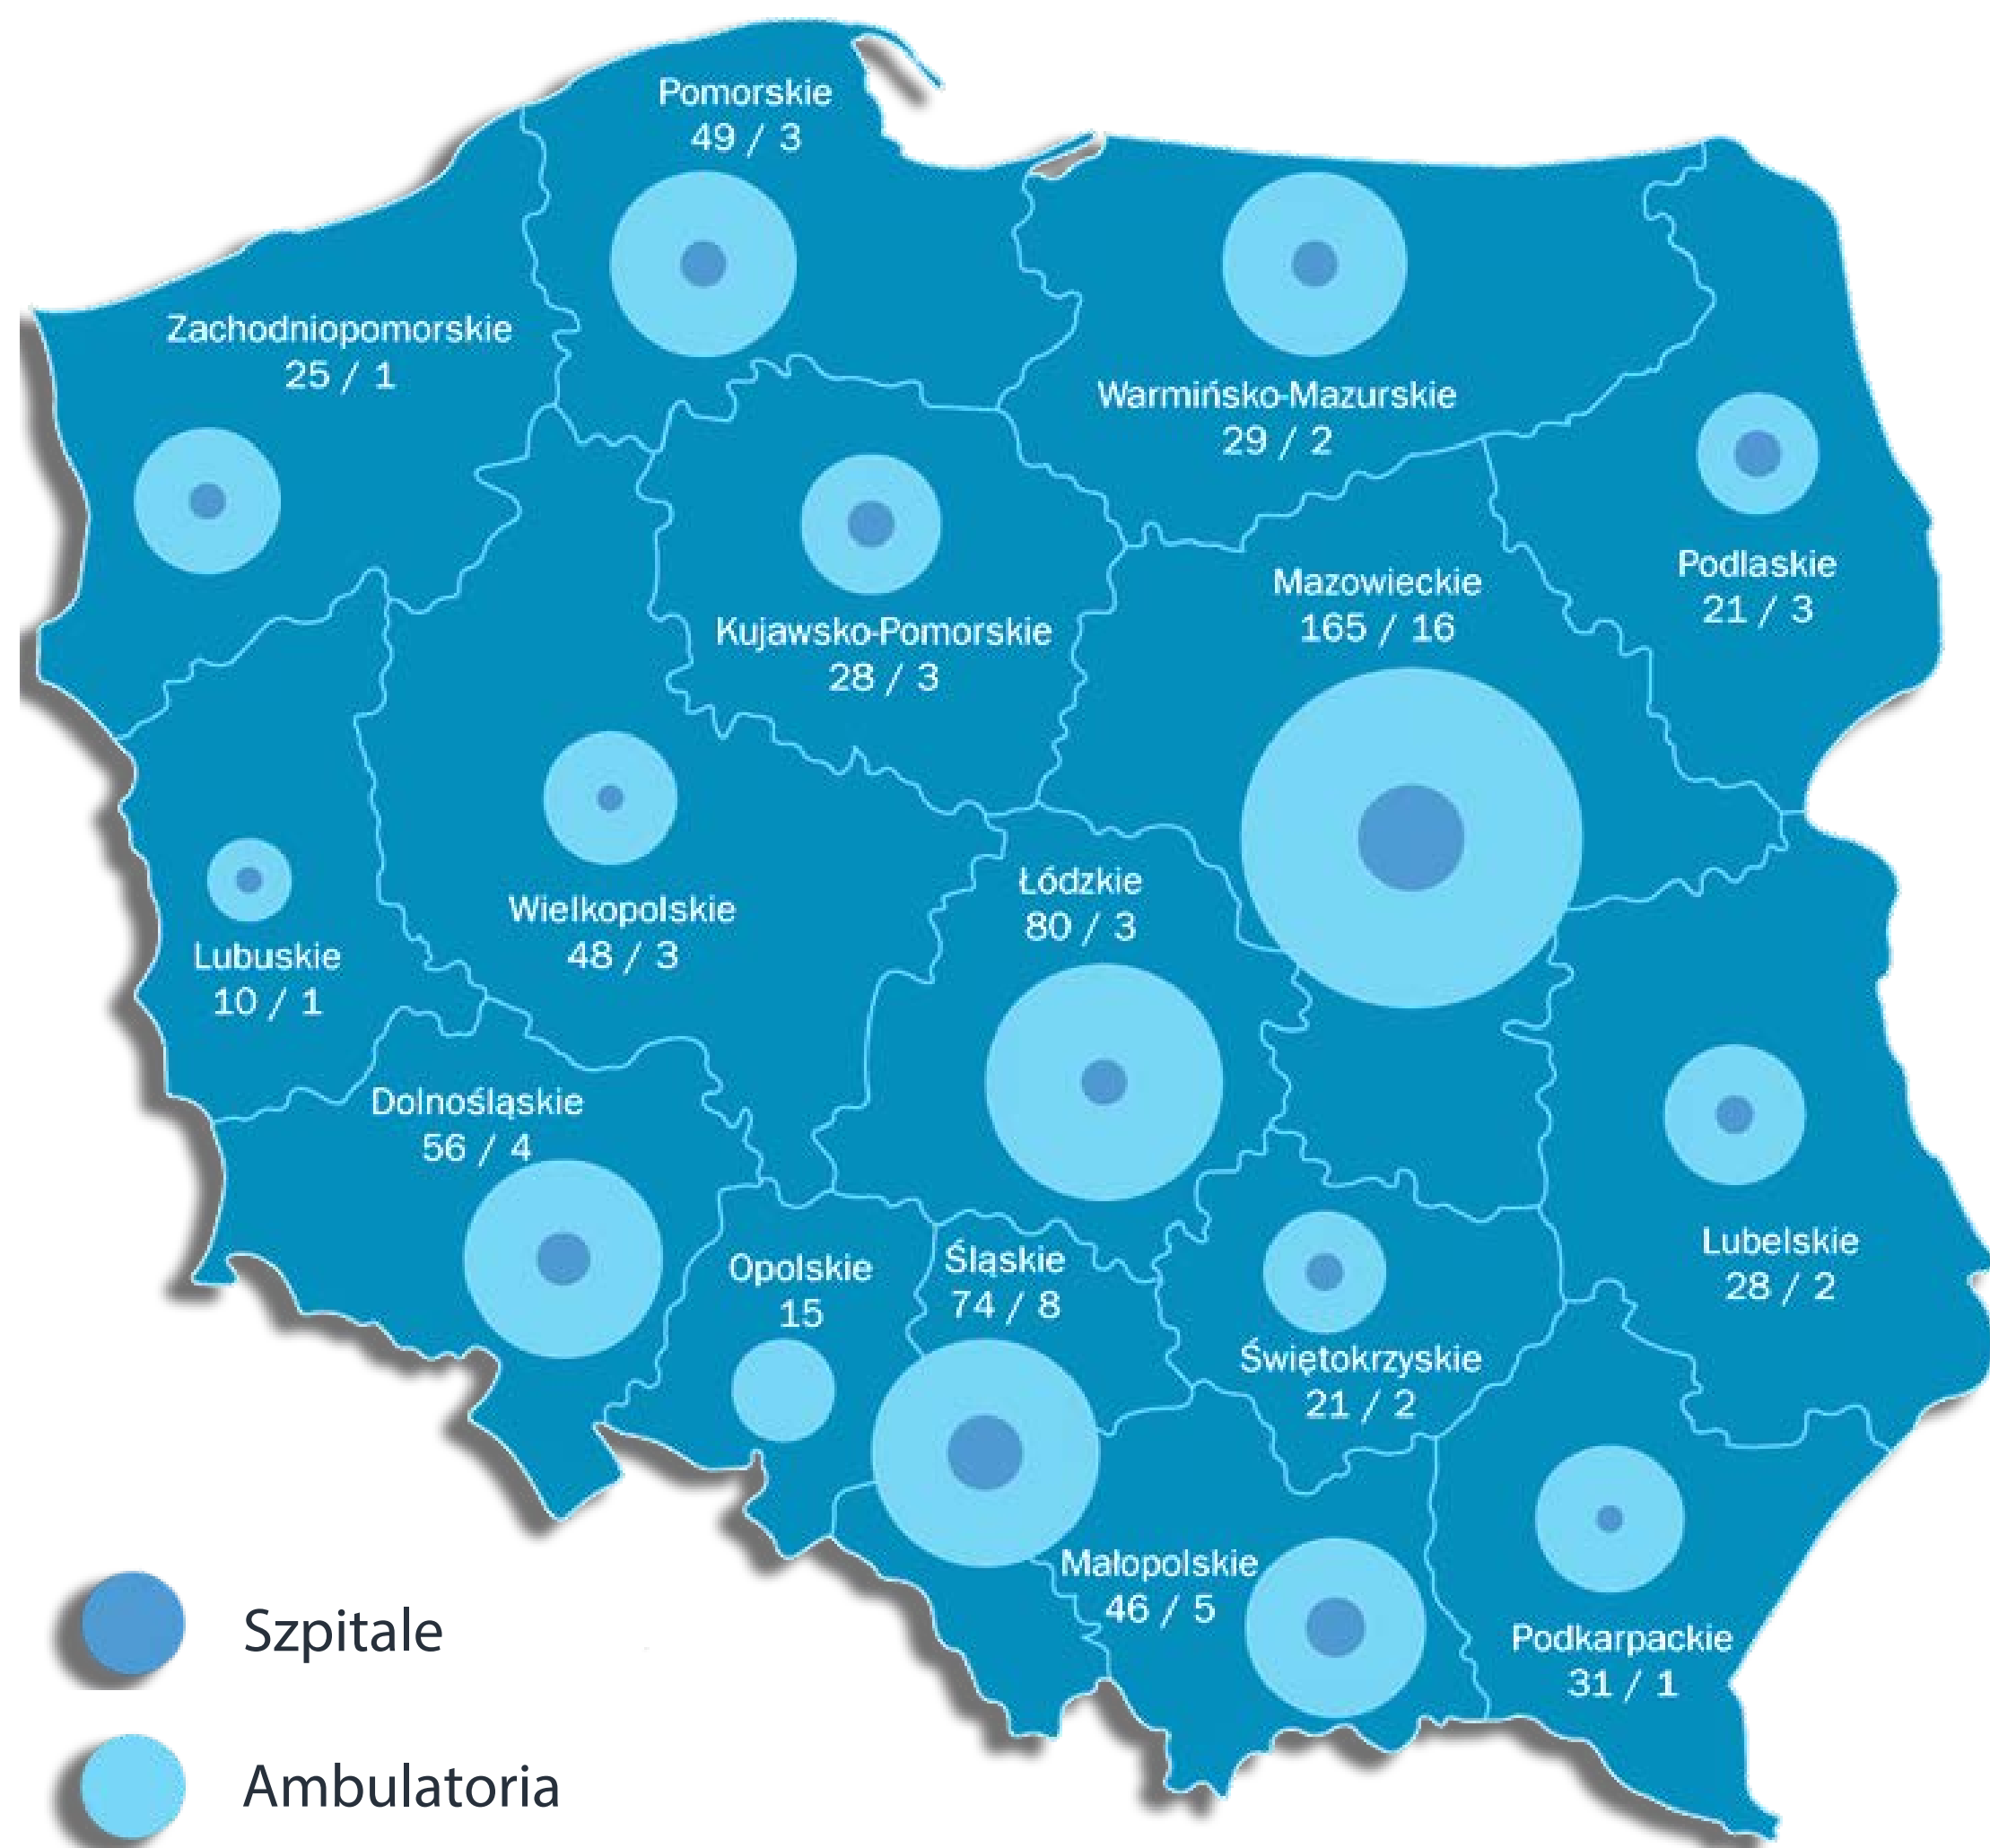 Pomorskie
49 / 3
Zachodniopomorskie
25 / 1
Warmińsko-Mazurskie
29 / 2
Podlaskie
21 / 3
Mazowieckie
165 / 16
Kujawsko-Pomorskie
28 / 3
Łódzkie
80 / 3
Wielkopolskie
48 / 3
Lubuskie
10 / 1
Dolnośląskie
56 / 4
Opolskie
15
Śląskie
74 / 8
Lubelskie
28 / 2
Świętokrzyskie
21 / 2
Małopolskie
46 / 5
Podkarpackie
31 / 1
Szpitale
Ambulatoria